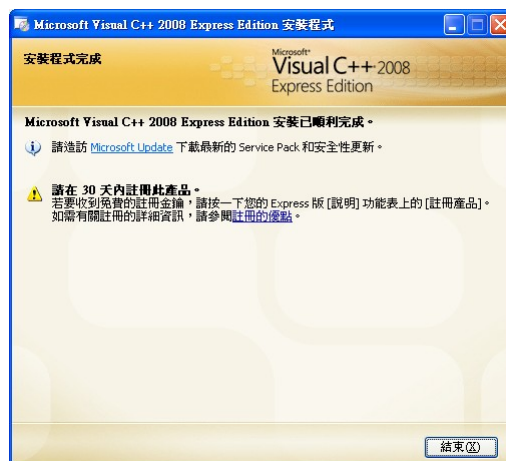 Microsoft Visual C++ 2008 Express Edition 安裝程式
安裝程式完成
Microsoft
Visual C++ 2008
Express Edition
Microsoft Visual C++ 2008 Express Edition 安裝已順利完成。
請造訪 Microsoft Update 下載最新的 Service Pack 和安全性更新。
請在 30 天內註冊此產品。
若要收到免費的註冊金鑰，請按一下您的 Express 版 [說明] 功能表上的 [註冊產品]。
如需有關註冊的詳細資訊，請參閱註冊的優點。
結束(X)